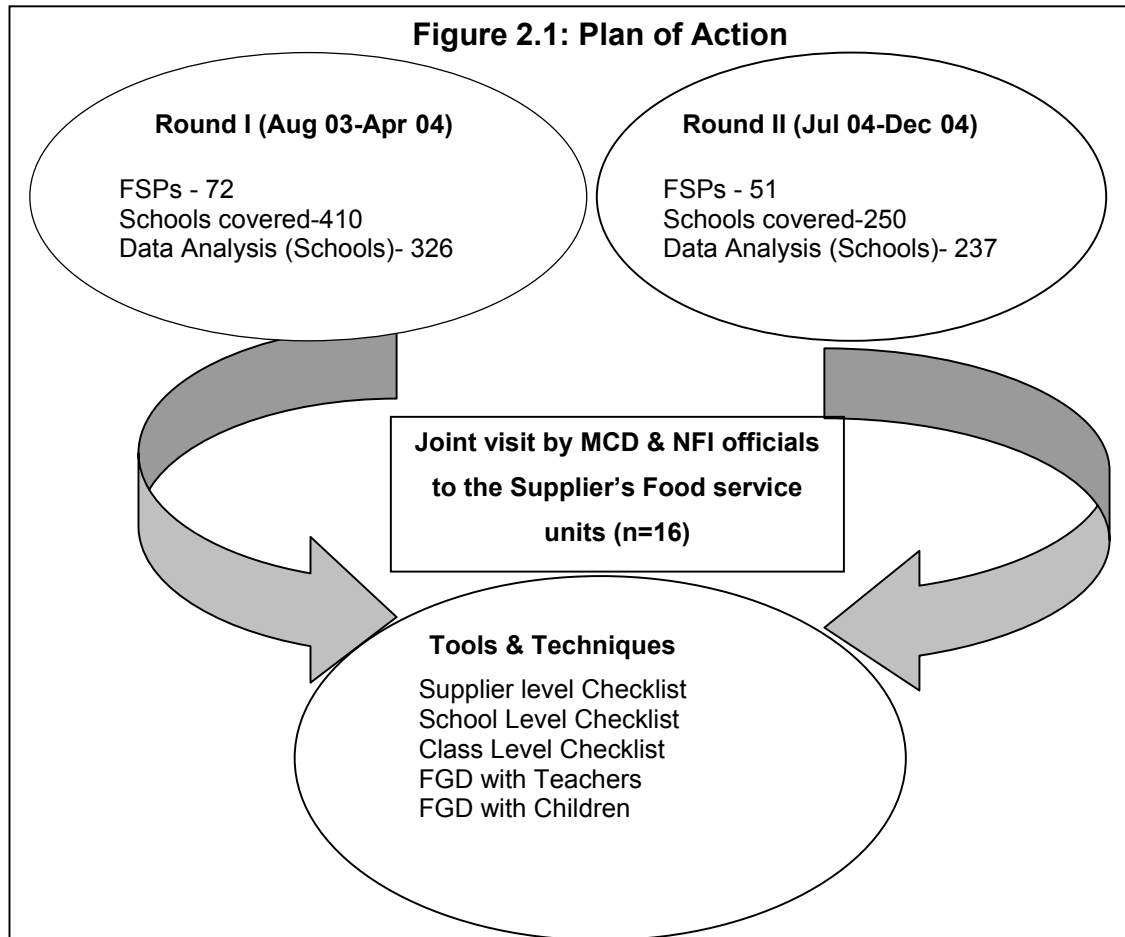 Figure 2.1: Plan of Action
Round I (Aug 03-Apr 04)
FSPs - 72
Schools covered-410
Data Analysis (Schools)- 326
Round II (Jul 04-Dec 04)
FSPs - 51
Schools covered-250
Data Analysis (Schools)- 237
Joint visit by MCD & NFI officials
to the Supplier’s Food service
units (n=16)
Tools & Techniques
Supplier level Checklist
School Level Checklist
Class Level Checklist
FGD with Teachers
FGD with Children